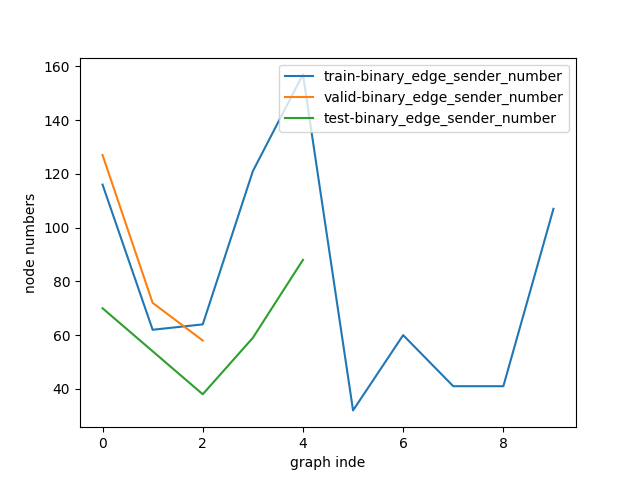 160
140
120
100
80
60
40
node numbers
train-binary_edge_sender_number
valid-binary_edge_sender_number
test-binary_edge_sender_number
0 2 4 6 8
graph inde